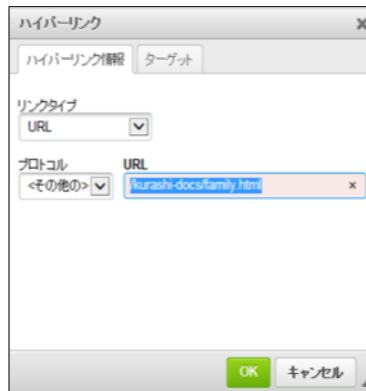 ハイパーリンク
ハイパーリンク情報 ターゲット
リンクタイプ
URL
プロトコル URL
<その他の> /kurashi-docs/family.html
OK キャンセル